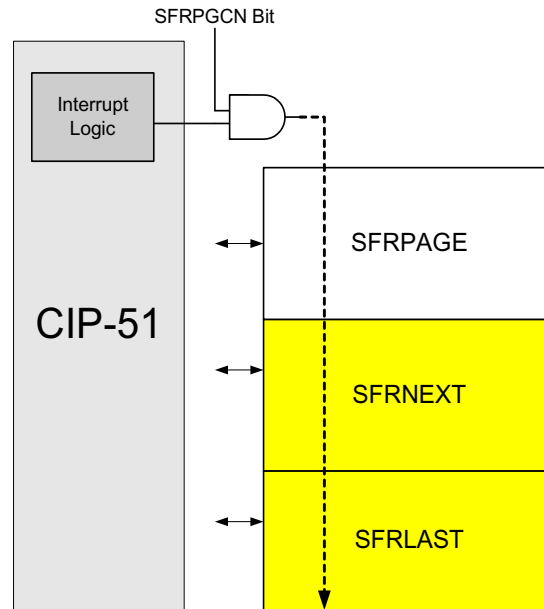 SFRPGCN Bit
Interrupt
Logic
SFRPAGE
CIP-51
SFRNEXT
SFRLAST